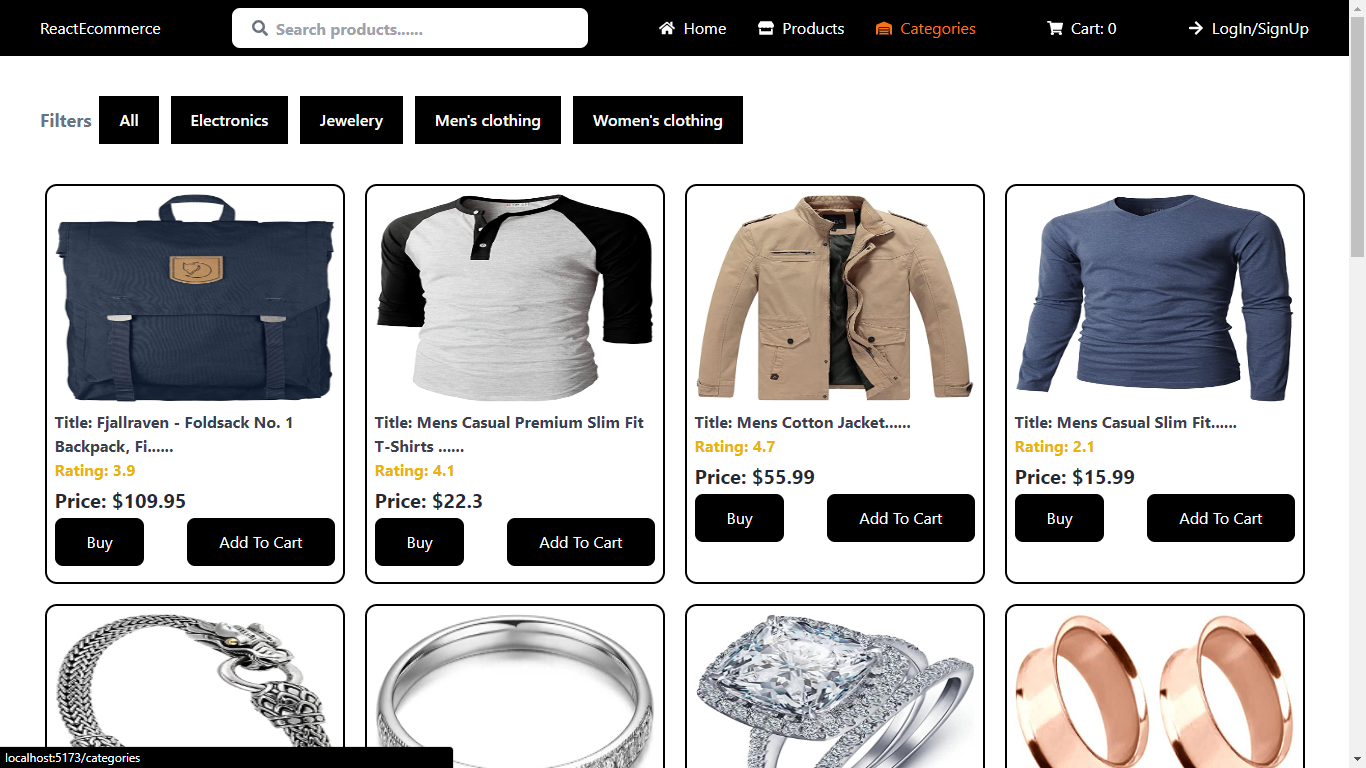 ReactEcommerce
Search products......
Home
Products
Categories
Cart: 0
LogIn/SignUp
Filters
All
Electronics
Jewelery
Men's clothing
Women's clothing
Title: Fjallraven - Foldsack No. 1
Backpack, Fi......
Rating: 3.9
Price: $109.95
Buy
Add To Cart
Title: Mens Casual Premium Slim Fit
T-Shirts ......
Rating: 4.1
Price: $22.3
Buy
Add To Cart
Title: Mens Cotton Jacket......
Rating: 4.7
Price: $55.99
Buy
Add To Cart
Title: Mens Casual Slim Fit......
Rating: 2.1
Price: $15.99
Buy
Add To Cart
localhost:5173/categories